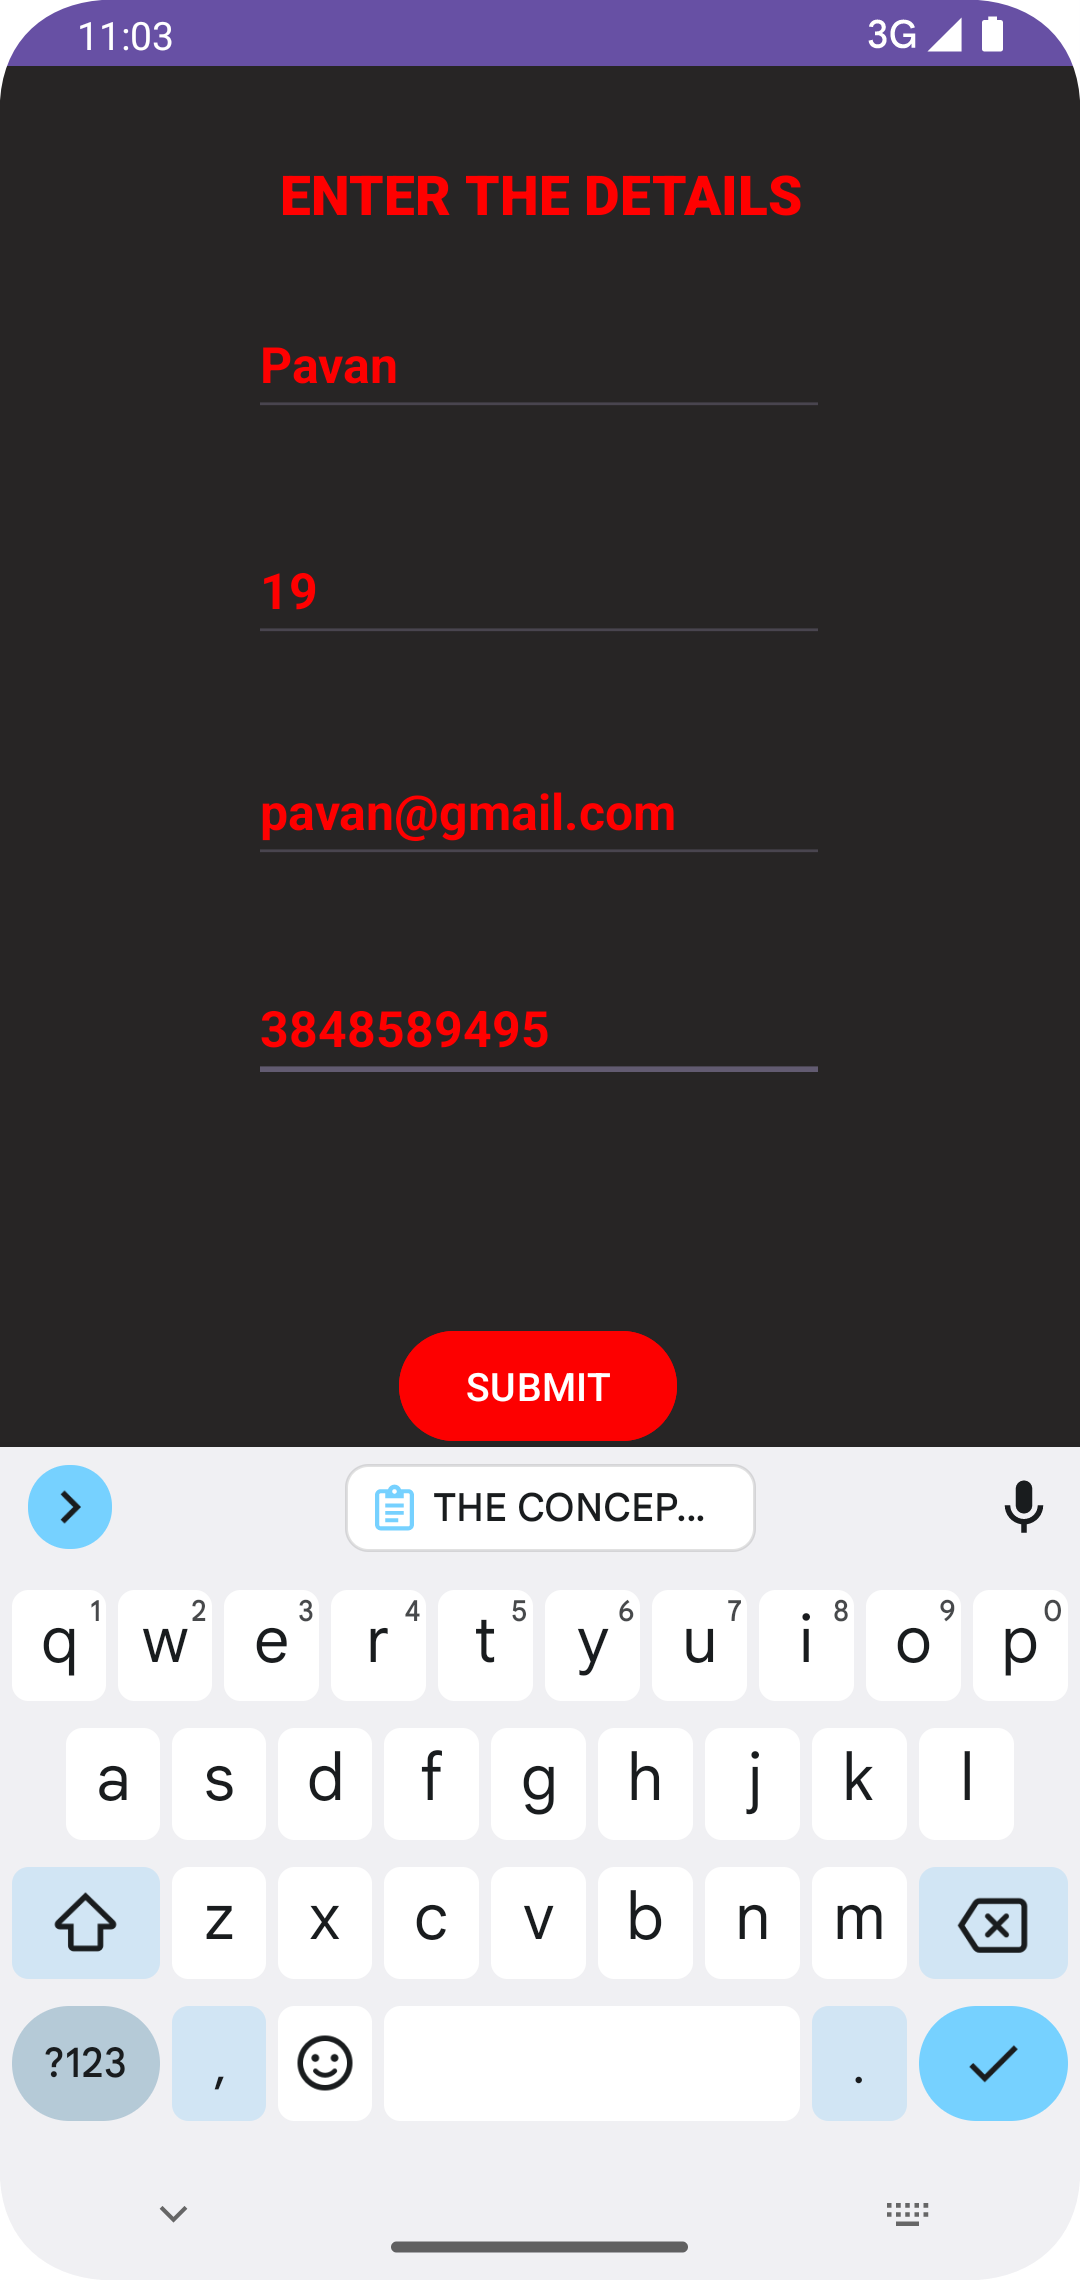 11:03 3G
ENTER THE DETAILS
Pavan
19
pavan@gmail.com
3848589495
SUBMIT
THE CONCEP...
q 1 w 2 e 3 r 4 t 5 y 6 u 7 i 8 o 9 p 0
a s d f g h j k l
z x c v b n m
?123 , .